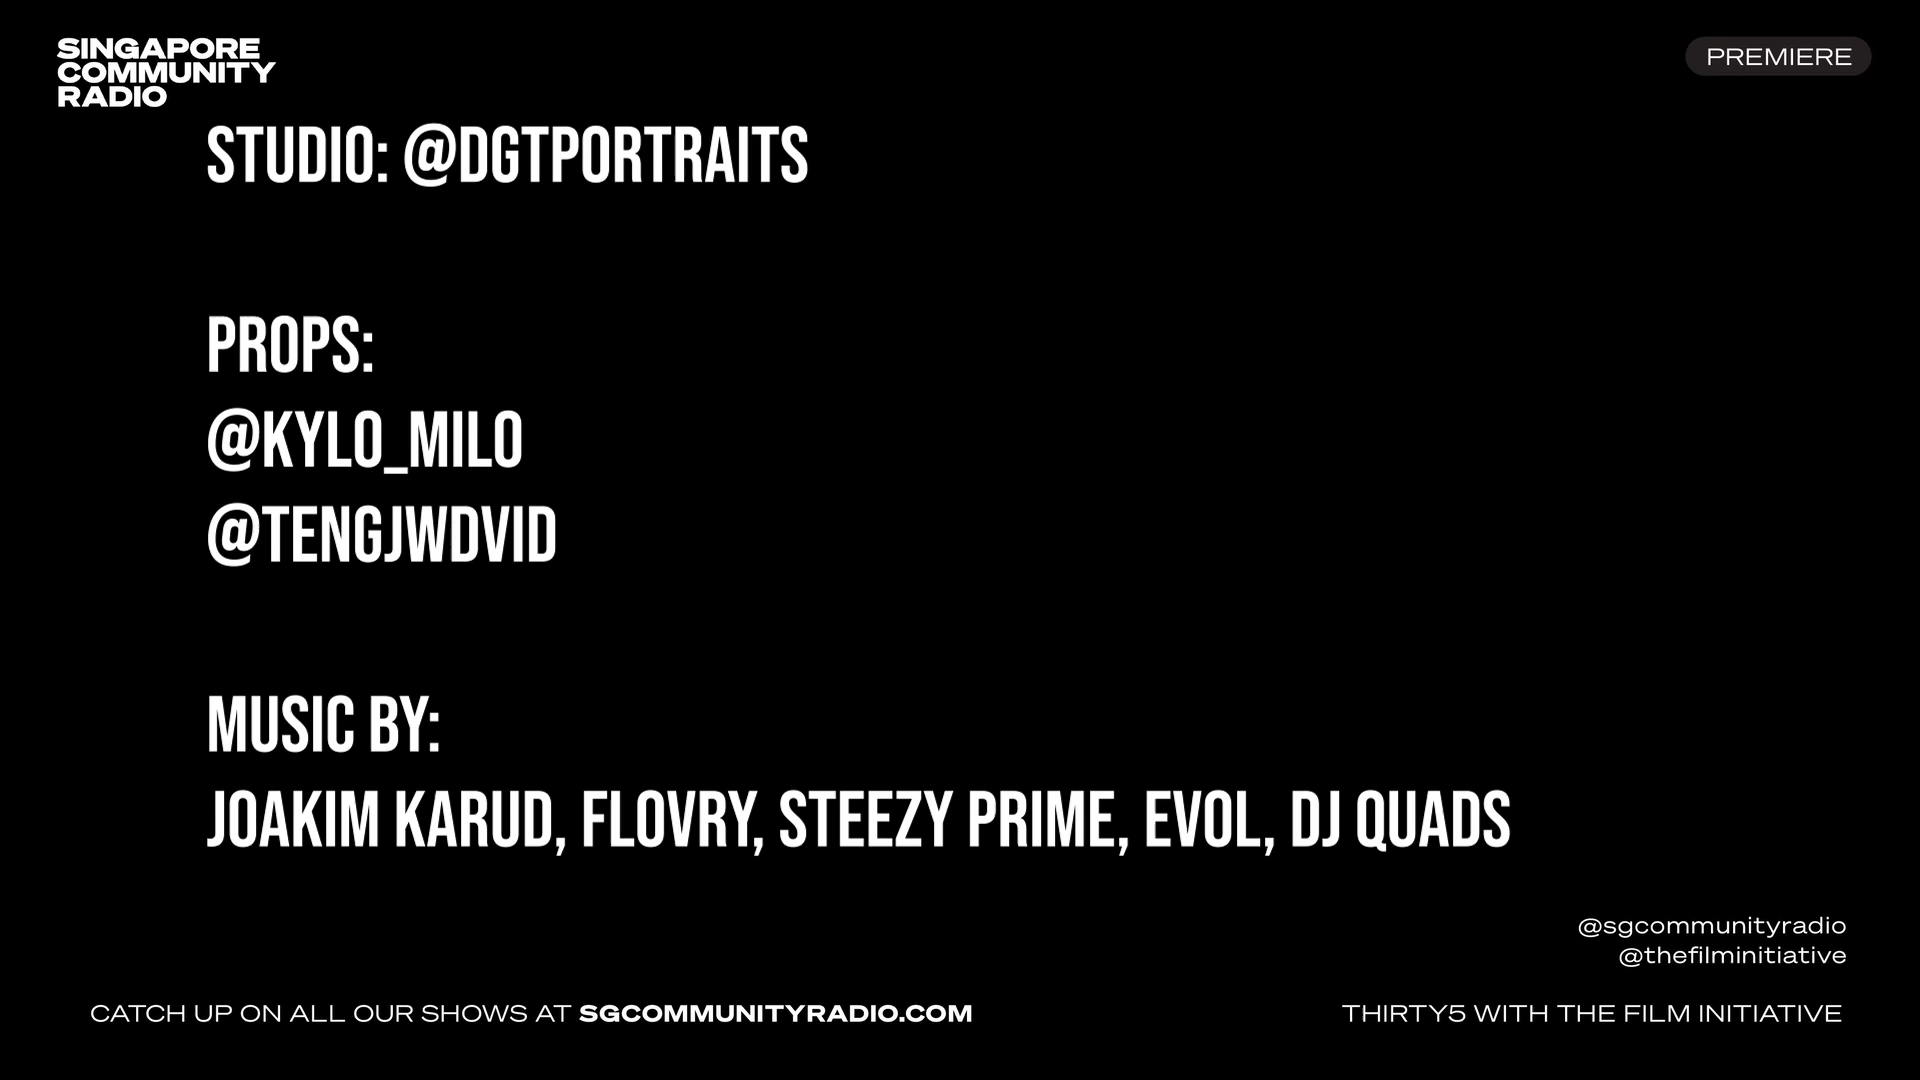 SINGAPORE
COMMUNITY
RADIO
PREMIERE
STUDIO: @DGTPORTRAITS
PROPS:
@KYLO_MILO
@TENGJWDVID
MUSIC BY:
JOAKIM KARUD, FLOVRY, STEEZY PRIME, EVOL, DJ QUADS
@sgcommunityradio
@thefilminitiative
CATCH UP ON ALL OUR SHOWS AT SGCOMMUNITYRADIO.COM
THIRTY5 WITH THE FILM INITIATIVE